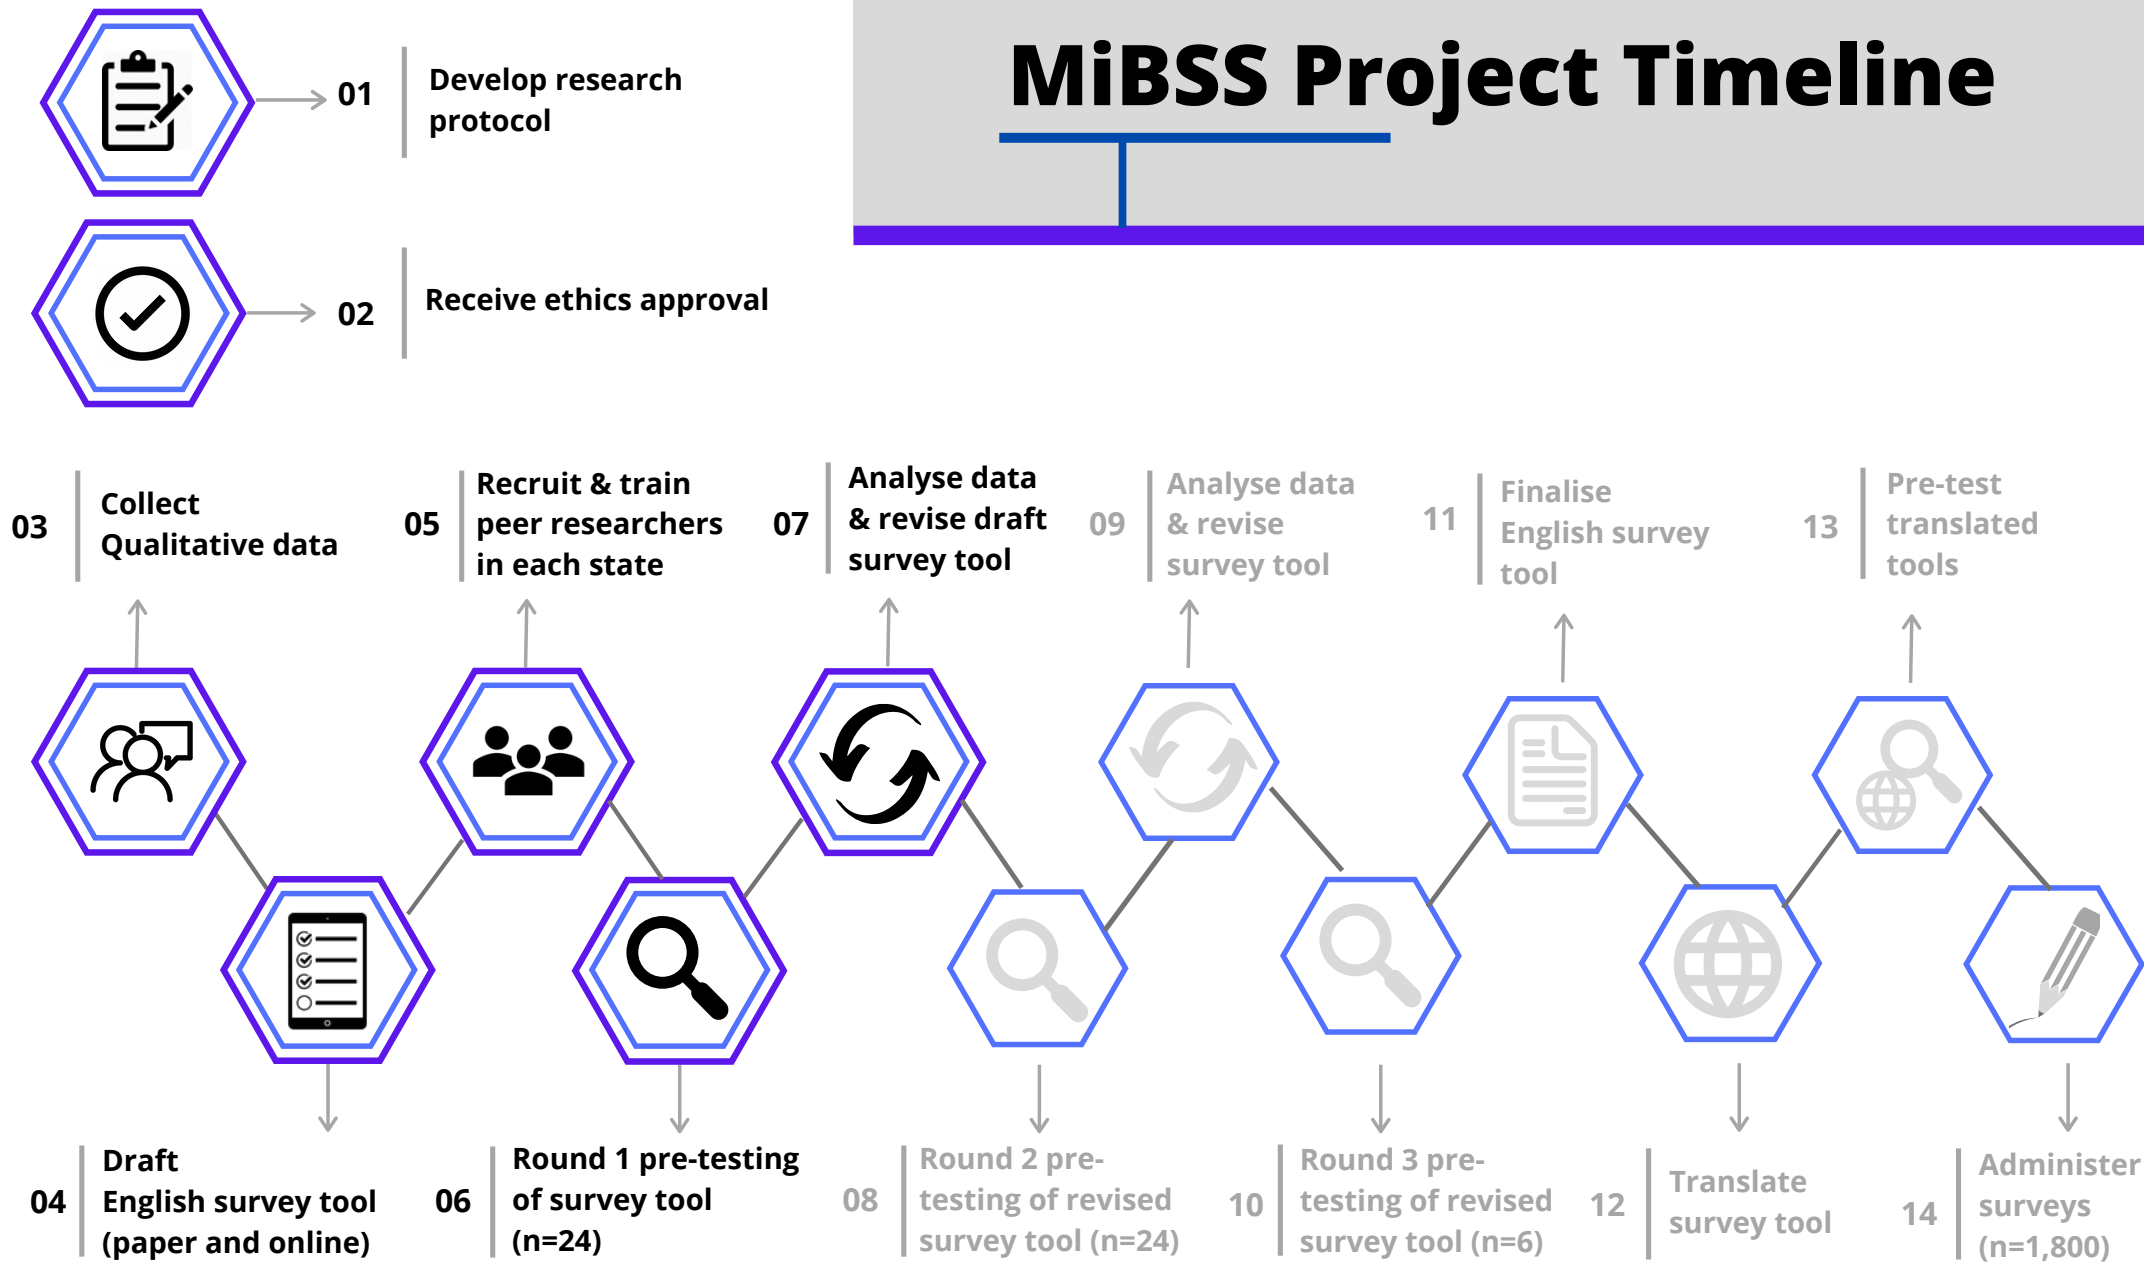 MiBSS Project Timeline
01
Develop research
protocol
02
Receive ethics approval
03
Collect
Qualitative data
04
Draft
English survey tool
(paper and online)
05
Recruit & train
peer researchers
in each state
06
Round 1 pre-testing
of survey tool
(n=24)
07
Analyse data
& revise draft
survey tool
08
Round 2 pre-
testing of revised
survey tool (n=24)
09
Analyse data
& revise
survey tool
10
Round 3 pre-
testing of revised
survey tool (n=6)
11
Finalise
English survey
tool
12
Translate
survey tool
13
Pre-test
translated
tools
14
Administer
surveys
(n=1,800)